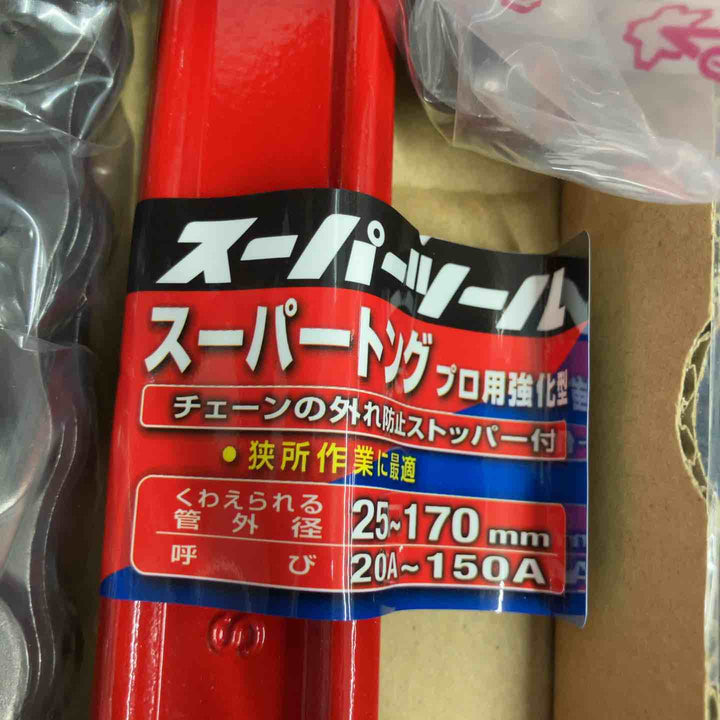 スーパーツール
スーパートング プロ用強化型
チェーンの外れ防止ストッパー付
●狭所作業に最適
くわえられる
管外径 25~170mm
呼び 20A~150A
S